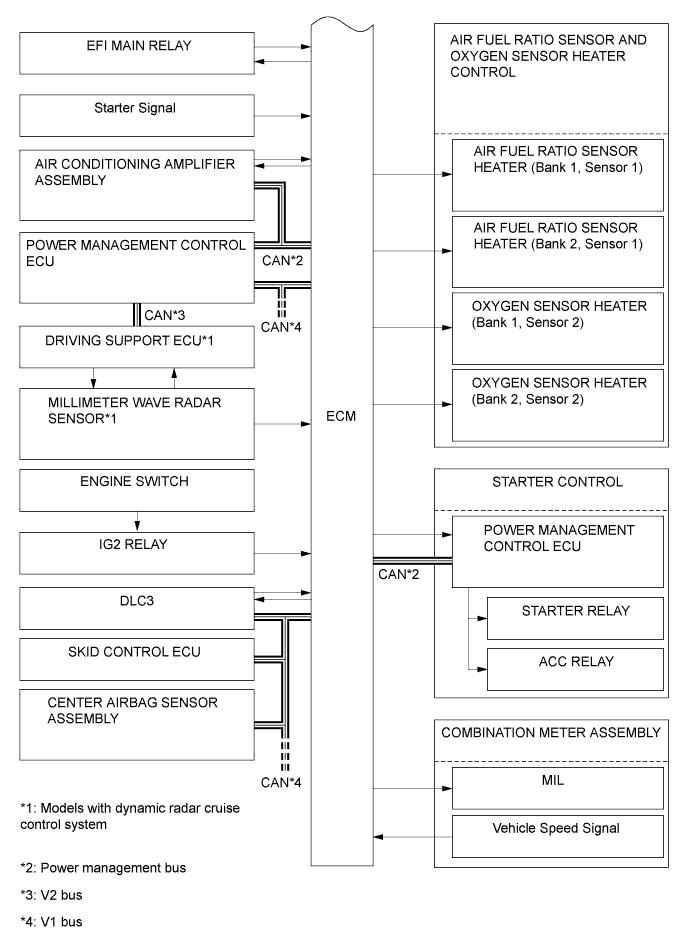 EFI MAIN RELAY
Starter Signal
AIR CONDITIONING AMPLIFIER
ASSEMBLY
POWER MANAGEMENT CONTROL
ECU
CAN*2
CAN*4
CAN*3
DRIVING SUPPORT ECU*1
MILLIMETER WAVE RADAR
SENSOR*1
ENGINE SWITCH
IG2 RELAY
DLC3
SKID CONTROL ECU
CENTER AIRBAG SENSOR
ASSEMBLY
CAN*4
ECM
AIR FUEL RATIO SENSOR AND
OXYGEN SENSOR HEATER
CONTROL
AIR FUEL RATIO SENSOR
HEATER (Bank 1, Sensor 1)
AIR FUEL RATIO SENSOR
HEATER (Bank 2, Sensor 1)
OXYGEN SENSOR HEATER
(Bank 1, Sensor 2)
OXYGEN SENSOR HEATER
(Bank 2, Sensor 2)
STARTER CONTROL
POWER MANAGEMENT
CONTROL ECU
CAN*2
STARTER RELAY
ACC RELAY
COMBINATION METER ASSEMBLY
MIL
Vehicle Speed Signal
*1: Models with dynamic radar cruise
control system
*2: Power management bus
*3: V2 bus
*4: V1 bus